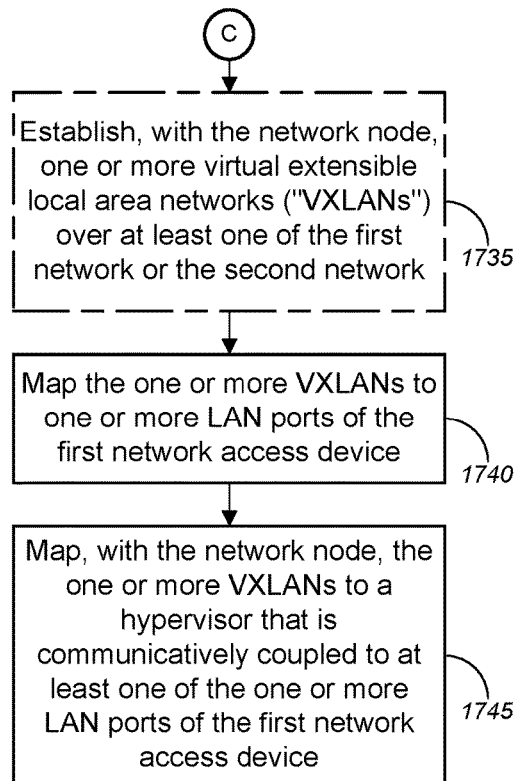 C
Establish, with the network node,
one or more virtual extensible
local area networks ("VXLANs")
over at least one of the first
network or the second network
1735
Map the one or more VXLANs to
one or more LAN ports of the
first network access device
1740
Map, with the network node, the
one or more VXLANs to a
hypervisor that is
communicatively coupled to at
least one of the one or more
LAN ports of the first network
access device
1745